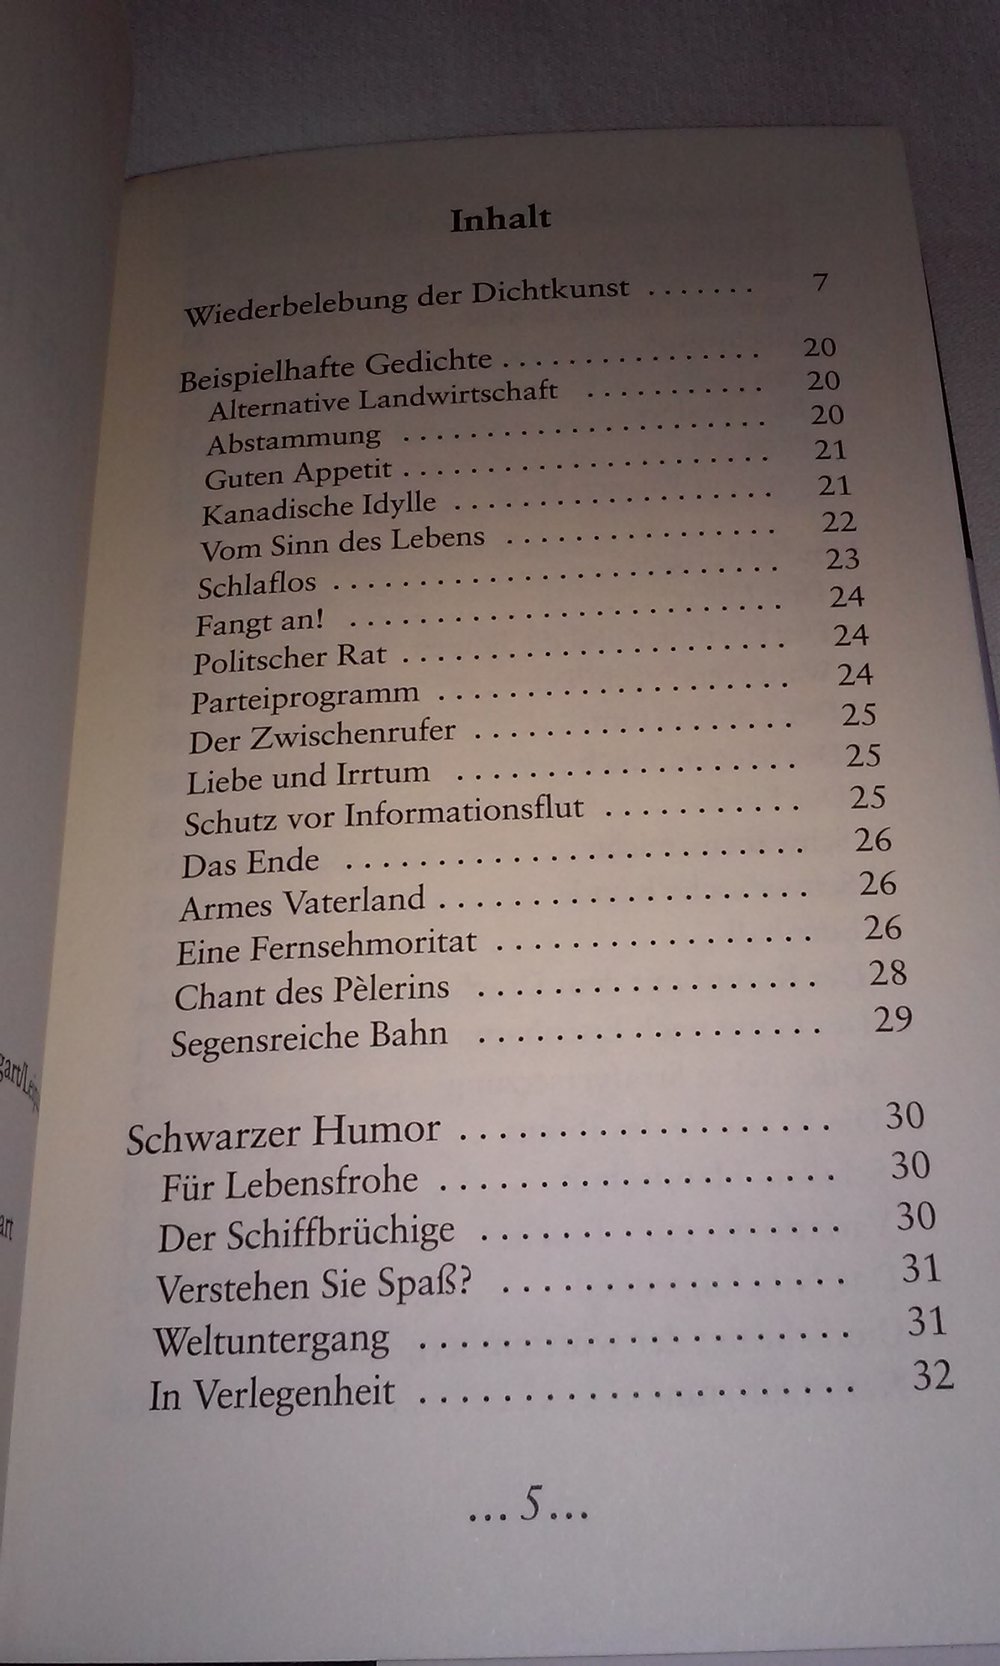 Inhalt
Wiederbelebung der Dichtkunst . . . . . . . 7
Beispielhafte Gedichte . . . . . . . . . . . . . . . 20
Alternative Landwirtschaft . . . . . . . . . . . 20
Abstammung . . . . . . . . . . . . . . . . . . . . . . 20
Guten Appetit . . . . . . . . . . . . . . . . . . . . . . 21
Kanadische Idylle . . . . . . . . . . . . . . . . . . . 21
Vom Sinn des Lebens . . . . . . . . . . . . . . . . 22
Schlaflos . . . . . . . . . . . . . . . . . . . . . . . . . . 23
Fangt an! . . . . . . . . . . . . . . . . . . . . . . . . . 24
Politscher Rat . . . . . . . . . . . . . . . . . . . . . . 24
Parteiprogramm . . . . . . . . . . . . . . . . . . . . 24
Der Zwischenrufer . . . . . . . . . . . . . . . . . . 25
Liebe und Irrtum . . . . . . . . . . . . . . . . . . . 25
Schutz vor Informationsflut . . . . . . . . . . . 25
Das Ende . . . . . . . . . . . . . . . . . . . . . . . . . 26
Armes Vaterland . . . . . . . . . . . . . . . . . . . . 26
Eine Fernsehmoritat . . . . . . . . . . . . . . . . . 26
Chant des Pèlerins . . . . . . . . . . . . . . . . . . 28
Segensreiche Bahn . . . . . . . . . . . . . . . . . . 29
Schwarzer Humor . . . . . . . . . . . . . . . . . . . 30
Für Lebensfrohe . . . . . . . . . . . . . . . . . . . . 30
Der Schiffbrüchige . . . . . . . . . . . . . . . . . . 30
Verstehen Sie Spaß? . . . . . . . . . . . . . . . . . 31
Weltuntergang . . . . . . . . . . . . . . . . . . . . . 31
In Verlegenheit . . . . . . . . . . . . . . . . . . . . . 32
... 5 ...